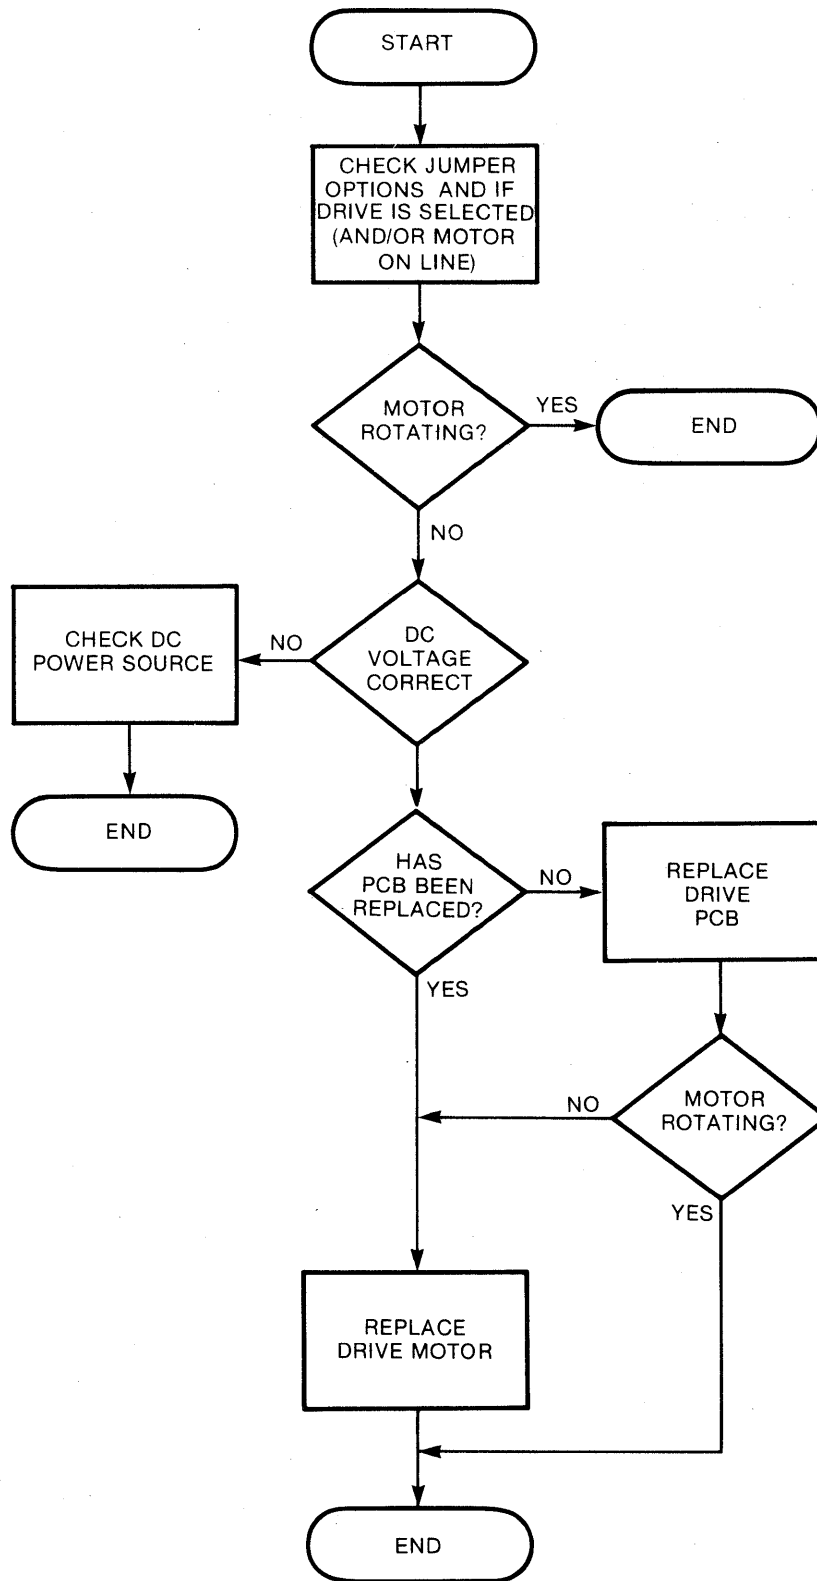 START
CHECK JUMPER
OPTIONS AND IF
DRIVE IS SELECTED
(AND/OR MOTOR
ON LINE)
MOTOR
ROTATING?
YES
END
NO
DC
VOLTAGE
CORRECT
NO
CHECK DC
POWER SOURCE
END
HAS
PCB BEEN
REPLACED?
NO
REPLACE
DRIVE
PCB
YES
MOTOR
ROTATING?
NO
YES
REPLACE
DRIVE MOTOR
END